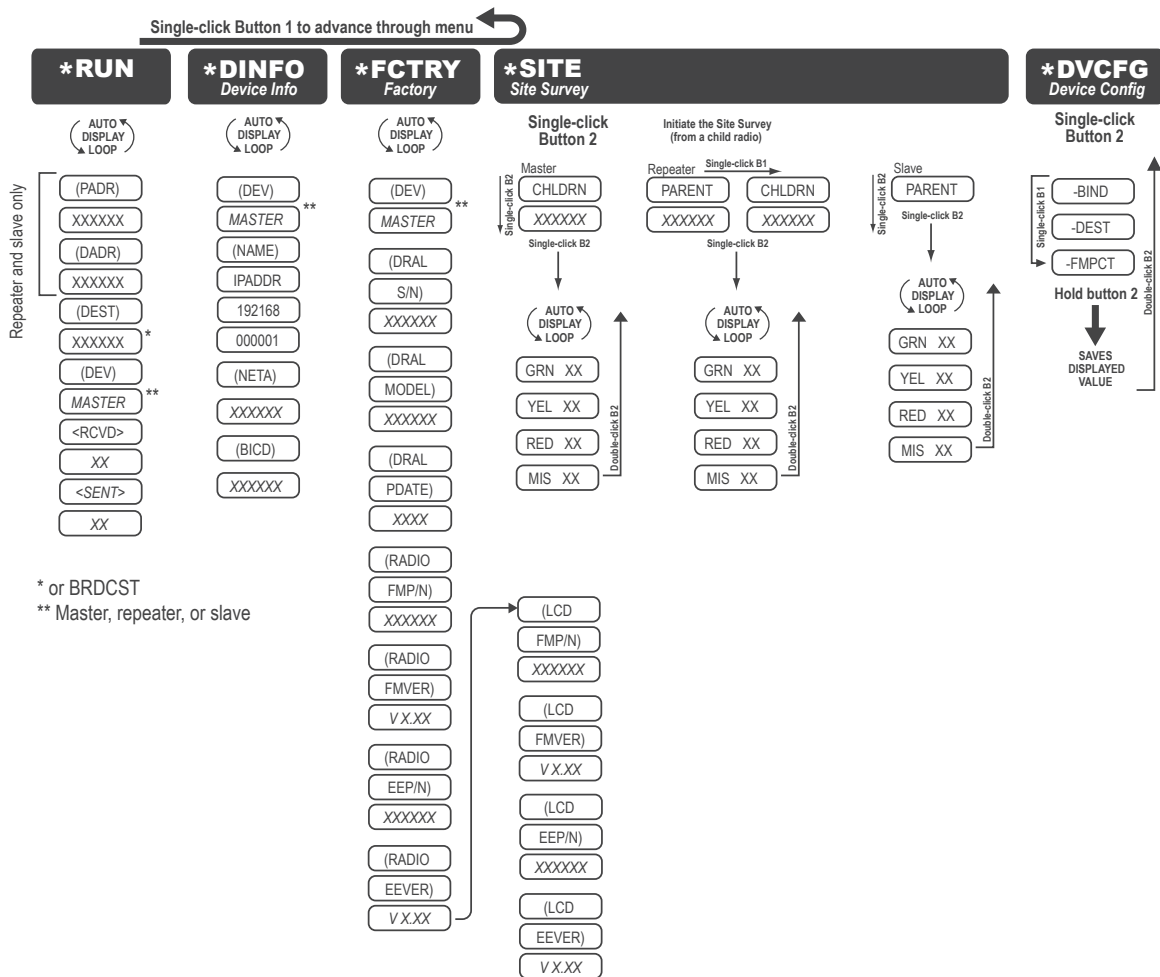 Single-click Button 1 to advance through menu
*RUN
AUTO
DISPLAY
LOOP
Repeater and slave only
(PADR)
XXXXXX
(DADR)
XXXXXX
(DEST)
XXXXXX *
(DEV)
MASTER **
<RCVD>
XX
<SENT>
XX
* or BRDCST
** Master, repeater, or slave
*DINFO
Device Info
AUTO
DISPLAY
LOOP
(DEV)
MASTER **
(NAME)
IPADDR
192168
000001
(NETA)
XXXXXX
(BICD)
XXXXXX
*FCTRY
Factory
AUTO
DISPLAY
LOOP
(DEV)
MASTER **
(DRAL
S/N)
XXXXXX
(DRAL
MODEL)
XXXXXX
(DRAL
PDATE)
XXXX
(RADIO
FMP/N)
XXXXXX
(RADIO
FMVER)
V X.XX
(RADIO
EEP/N)
XXXXXX
(RADIO
EEVER)
V X.XX
(LCD
FMP/N)
XXXXXX
(LCD
FMVER)
V X.XX
(LCD
EEP/N)
XXXXXX
(LCD
EEVER)
V X.XX
*SITE
Site Survey
Single-click
Button 2
Initiate the Site Survey
(from a child radio)
Master
Single-click B2
CHLDRN
XXXXXX
Single-click B2
AUTO
DISPLAY
LOOP
GRN XX
YEL XX
RED XX
MIS XX
Double-click B2
Repeater
Single-click B1
PARENT
CHLDRN
XXXXXX
XXXXXX
Single-click B2
AUTO
DISPLAY
LOOP
GRN XX
YEL XX
RED XX
MIS XX
Double-click B2
Slave
Single-click B2
PARENT
Single-click B2
AUTO
DISPLAY
LOOP
GRN XX
YEL XX
RED XX
MIS XX
Double-click B2
*DVCFG
Device Config
Single-click
Button 2
Single-click B1
-BIND
-DEST
-FMPCT
Hold button 2
SAVES
DISPLAYED
VALUE
Double-click B2